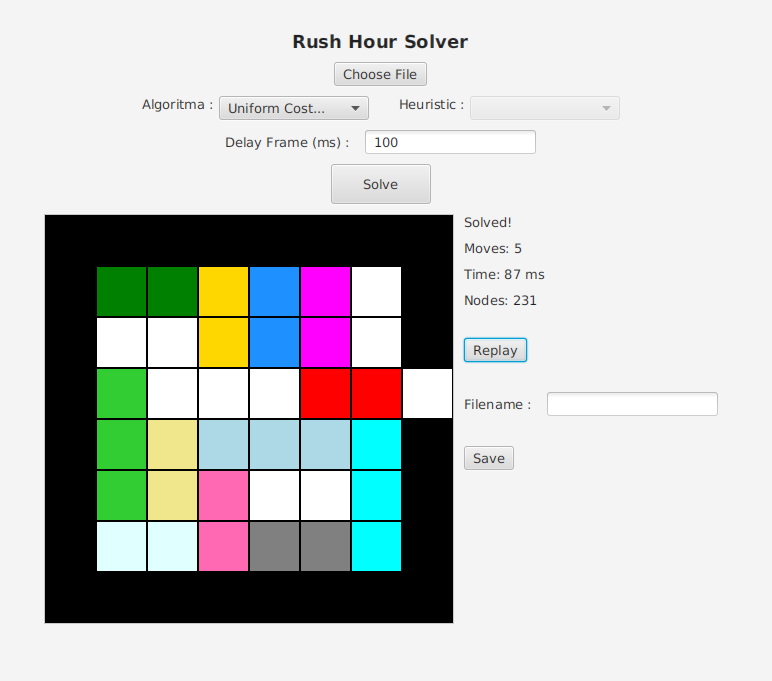 Rush Hour Solver
Choose File
Algoritma : Uniform Cost... Heuristic :
Delay Frame (ms) : 100
Solve
Solved!
Moves: 5
Time: 87 ms
Nodes: 231
Replay
Filename :
Save